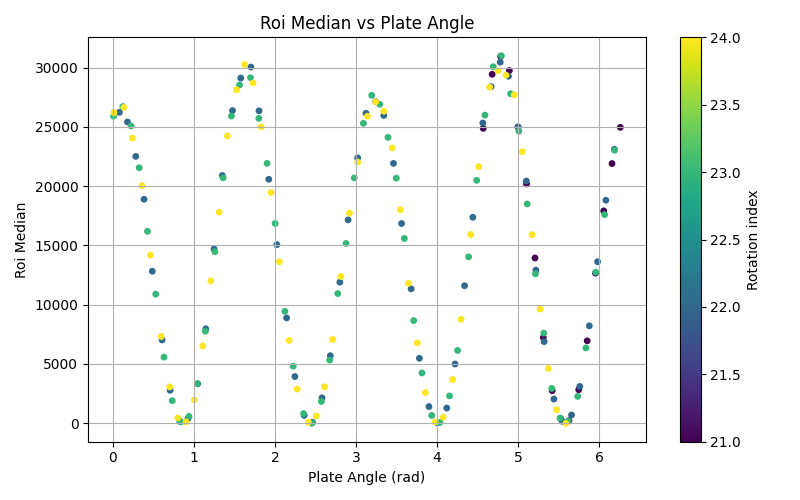 Roi Median vs Plate Angle
30000
25000
20000
15000
10000
5000
0
Roi Median
0 1 2 3 4 5 6
Plate Angle (rad)
24.0
23.5
23.0
22.5
22.0
21.5
21.0
Rotation index